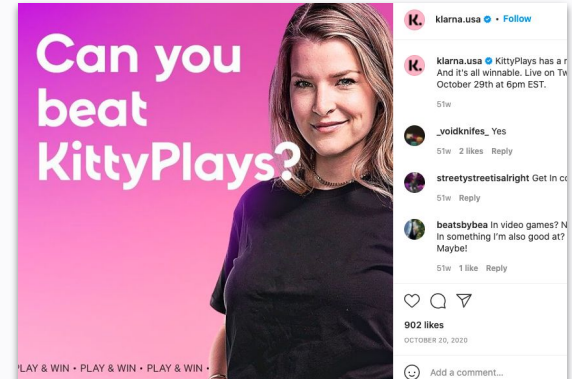 Can you
beat
KittyPlays?
PLAY & WIN • PLAY & WIN • PLAY & WIN •
K.
klarna.usa • Follow
K.
klarna.usa KittyPlays has a
And it's all winnable. Live on
October 29th at 6pm EST.
51w
_voidknifes_ Yes
51w 2 likes Reply
streetystreetisalright Get In
51w Reply
beatsbybea In video games?
In something I'm also good at?
Maybe!
51w 1 like Reply
902 likes
OCTOBER 20, 2020
Add a comment...